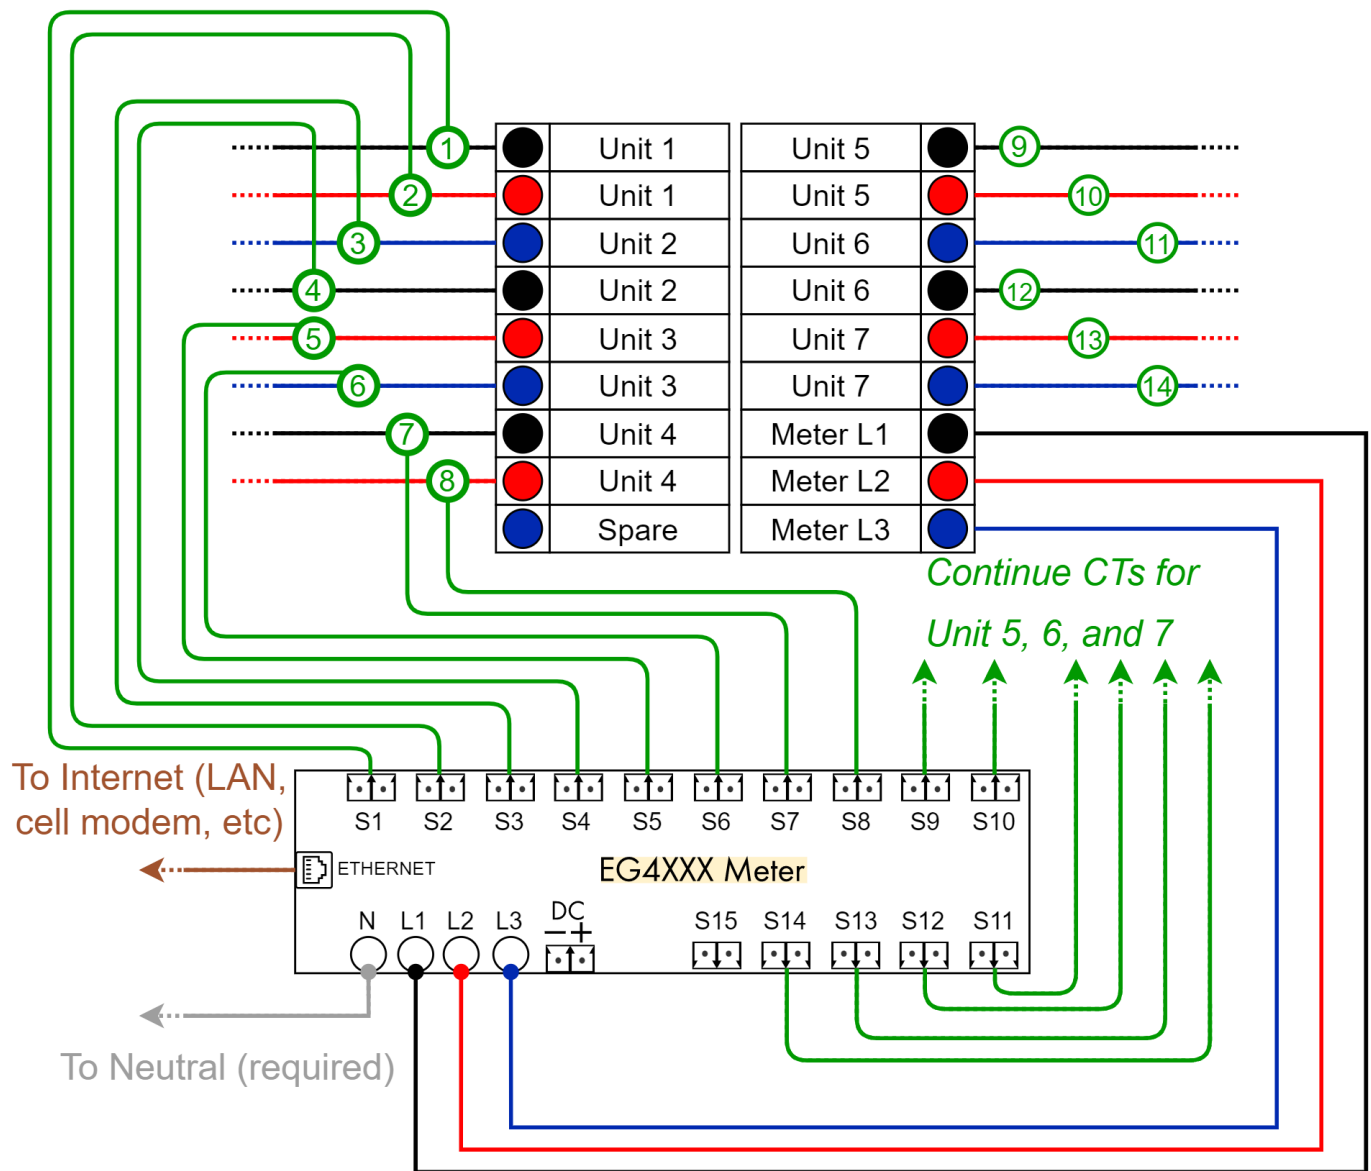 1 Unit 1 Unit 5 9
2 Unit 1 Unit 5 10
3 Unit 2 Unit 6 11
4 Unit 2 Unit 6 12
5 Unit 3 Unit 7 13
6 Unit 3 Unit 7 14
7 Unit 4 Meter L1
8 Unit 4 Meter L2
Spare Meter L3
Continue CTs for
Unit 5, 6, and 7
To Internet (LAN,
cell modem, etc)
S1 S2 S3 S4 S5 S6 S7 S8 S9 S10
ETHERNET
EG4XXX Meter
N L1 L2 L3 DC
− +
S15 S14 S13 S12 S11
To Neutral (required)